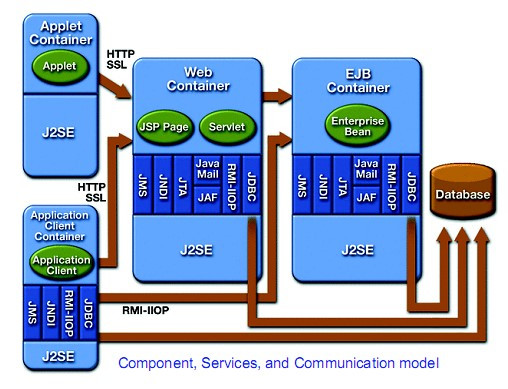 Applet
Container
Applet
J2SE
HTTP
SSL
Web
Container
JSP Page
Servlet
JMS
JNDI
JTA
Java
Mail
JAF
RMI-IIOP
JDBC
J2SE
EJB
Container
Enterprise
Bean
JMS
JNDI
JTA
Java
Mail
JAF
RMI-IIOP
JDBC
J2SE
Database
HTTP
SSL
Application
Client
Container
Application
Client
JMS
JNDI
RMI-IIOP
JDBC
J2SE
RMI-IIOP
Component, Services, and Communication model